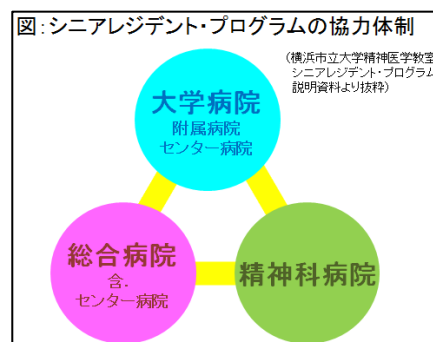 図：シニアレジデント・プログラムの協力体制
（横浜市立大学精神医学教室
シニアレジデント・プログラム
説明資料より抜粋）
大学病院
附属病院
センター病院
総合病院
含．
センター病院
精神科病院